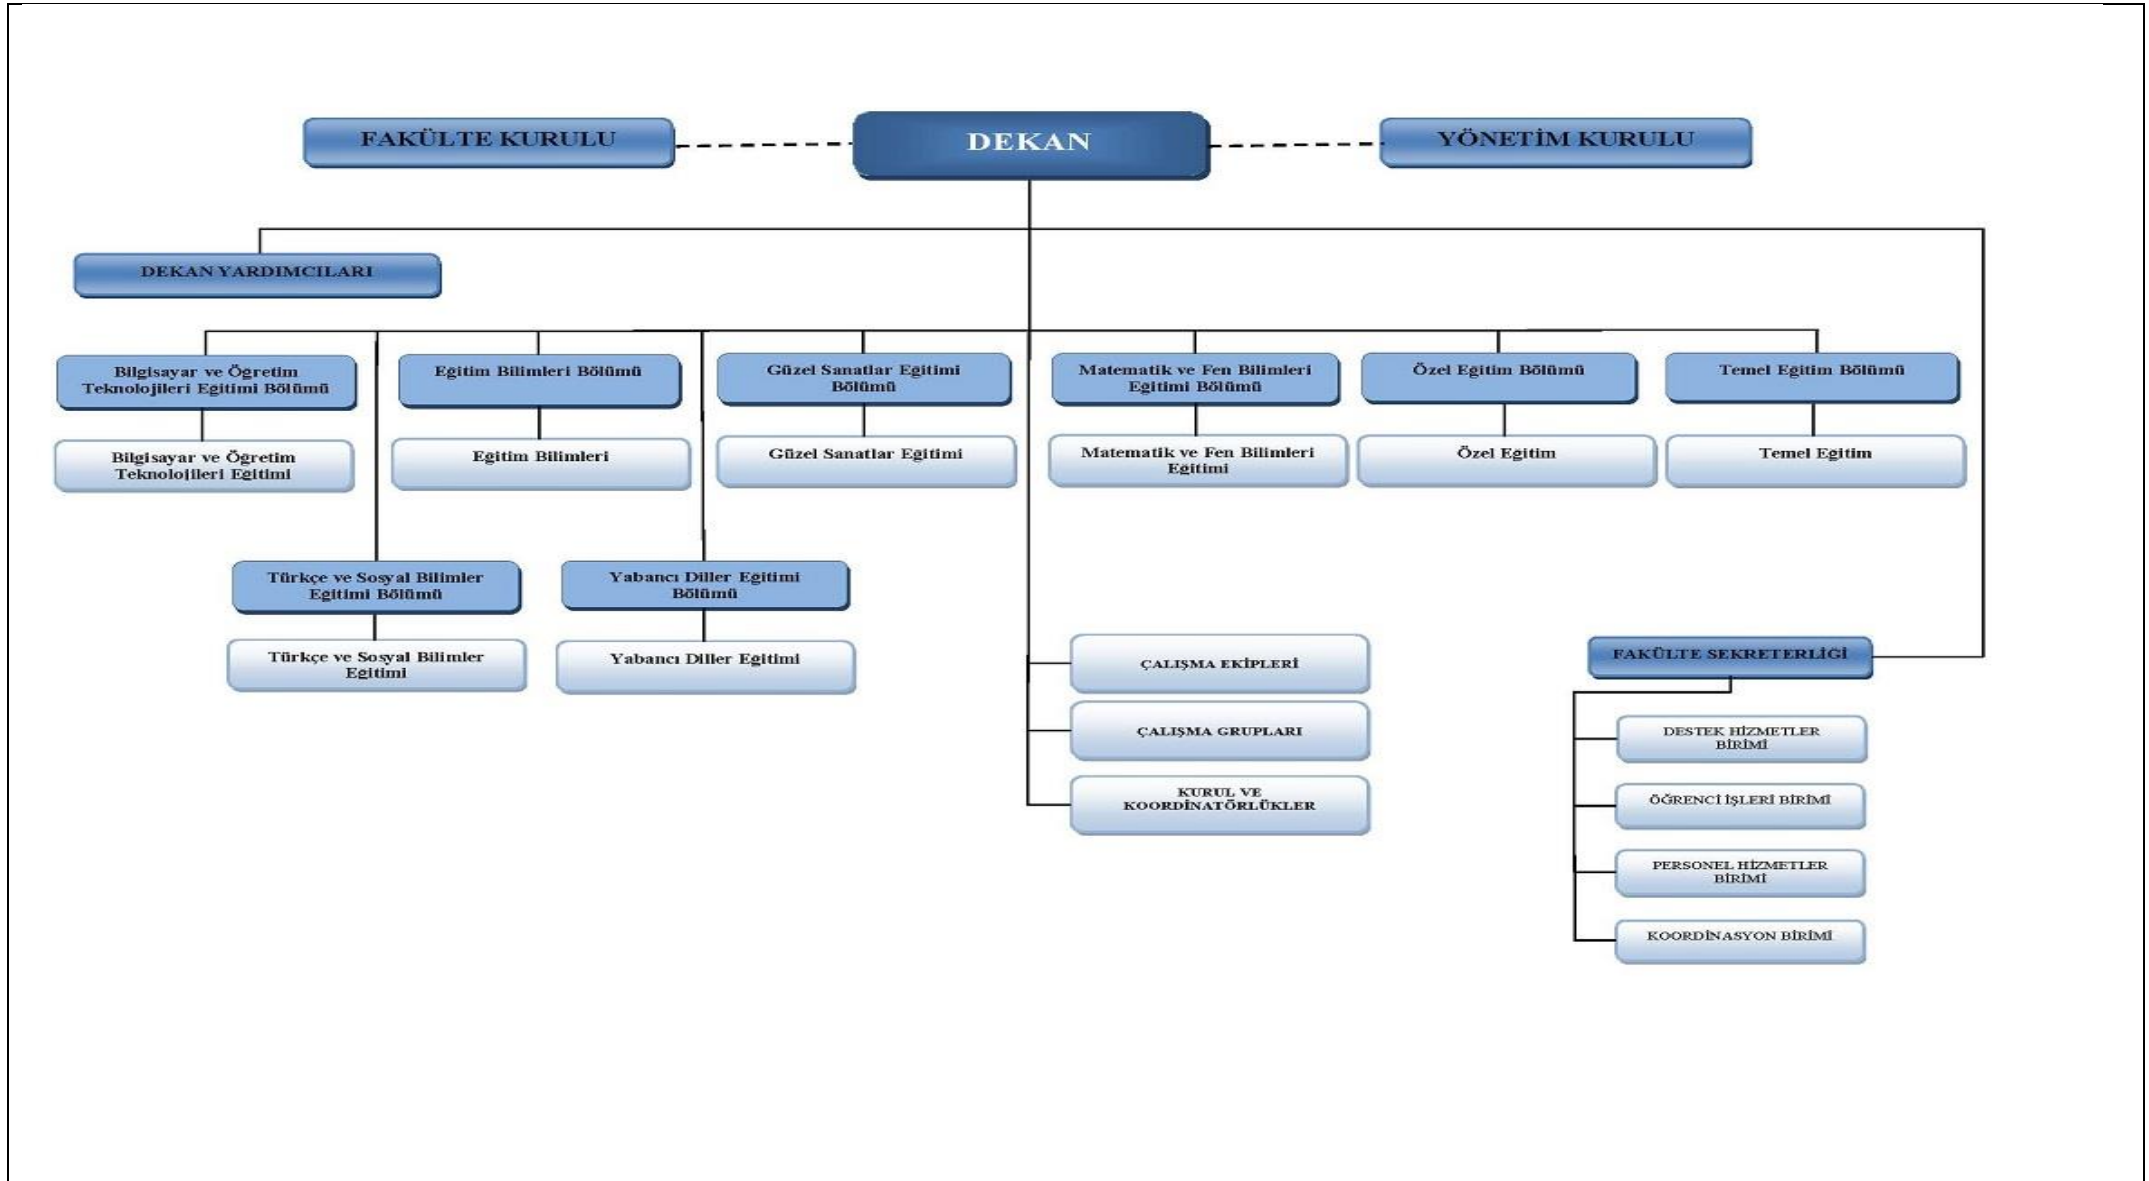 FAKÜLTE KURULU
DEKAN
YÖNETİM KURULU
DEKAN YARDIMCILARI
Bilgisayar ve Öğretim
Teknolojileri Eğitimi Bölümü
Eğitim Bilimleri Bölümü
Güzel Sanatlar Eğitimi
Bölümü
Matematik ve Fen Bilimleri
Eğitimi Bölümü
Özel Eğitim Bölümü
Temel Eğitim Bölümü
Bilgisayar ve Öğretim
Teknolojileri Eğitimi
Eğitim Bilimleri
Güzel Sanatlar Eğitimi
Matematik ve Fen Bilimleri
Eğitimi
Özel Eğitim
Temel Eğitim
Türkçe ve Sosyal Bilimler
Eğitimi Bölümü
Yabancı Diller Eğitimi
Bölümü
Türkçe ve Sosyal Bilimler
Eğitimi
Yabancı Diller Eğitimi
ÇALIŞMA EKİPLERİ
ÇALIŞMA GRUPLARI
KURUL VE
KOORDİNATÖRLÜKLER
FAKÜLTE SEKRETERLİĞİ
DESTEK HİZMETLER
BİRİMİ
ÖĞRENCİ İŞLERİ BİRİMİ
PERSONEL HİZMETLER
BİRİMİ
KOORDİNASYON BİRİMİ